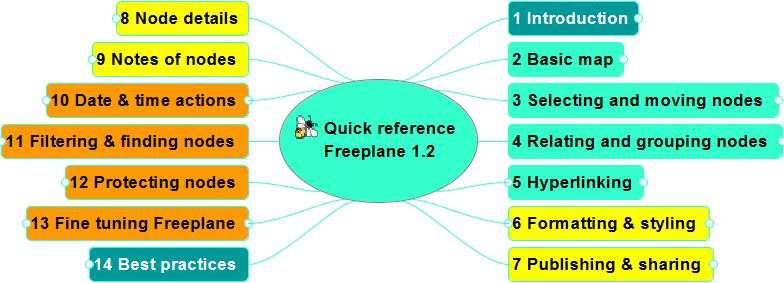 Quick reference
Freeplane 1.2
1 Introduction
2 Basic map
3 Selecting and moving nodes
4 Relating and grouping nodes
5 Hyperlinking
6 Formatting & styling
7 Publishing & sharing
8 Node details
9 Notes of nodes
10 Date & time actions
11 Filtering & finding nodes
12 Protecting nodes
13 Fine tuning Freeplane
14 Best practices